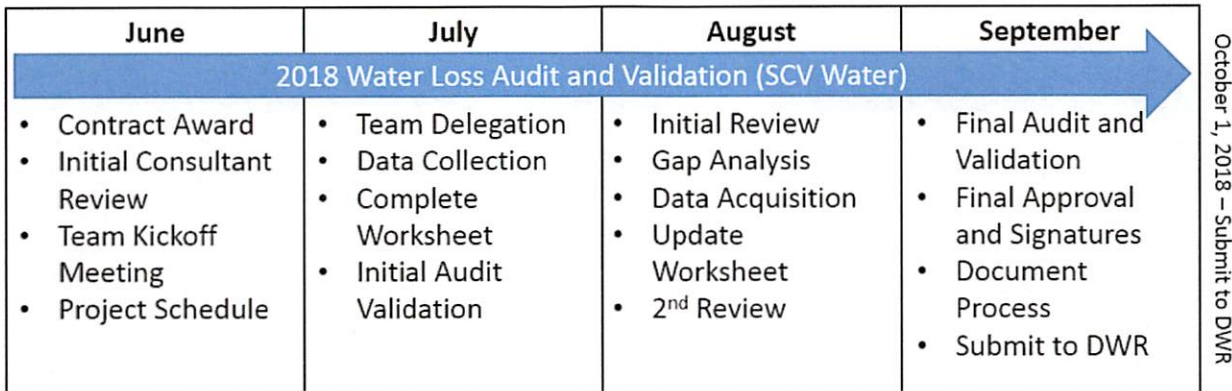 June
July
August
September
2018 Water Loss Audit and Validation (SCV Water)
• Contract Award
• Initial Consultant
Review
• Team Kickoff
Meeting
• Project Schedule
• Team Delegation
• Data Collection
• Complete
Worksheet
• Initial Audit
Validation
• Initial Review
• Gap Analysis
• Data Acquisition
• Update
Worksheet
• 2nd Review
• Final Audit and
Validation
• Final Approval
and Signatures
• Document
Process
• Submit to DWR
October 1, 2018 – Submit to DWR